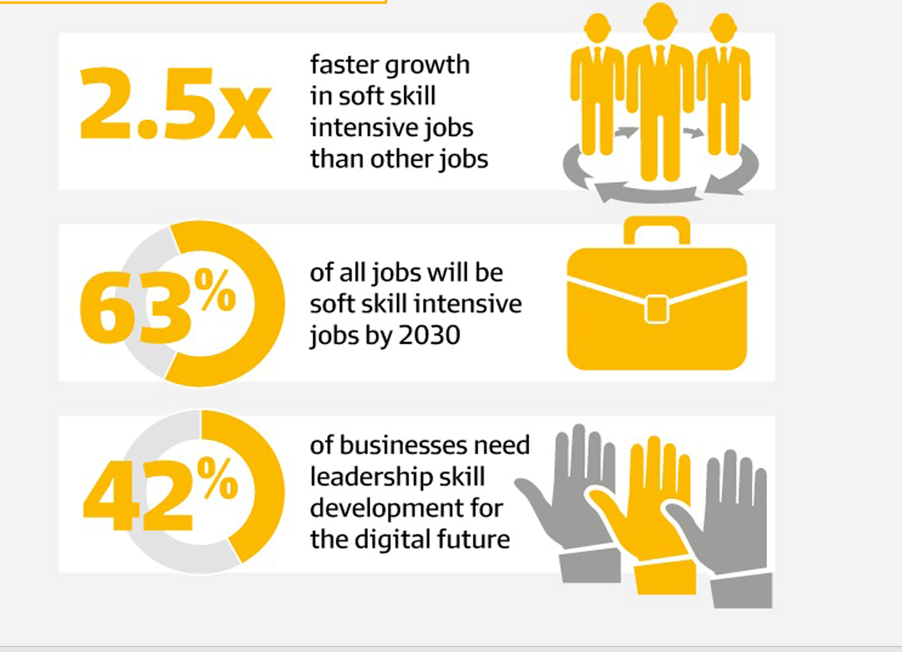 2.5x
faster growth
in soft skill
intensive jobs
than other jobs
63%
of all jobs will be
soft skill intensive
jobs by 2030
42%
of businesses need
leadership skill
development for
the digital future